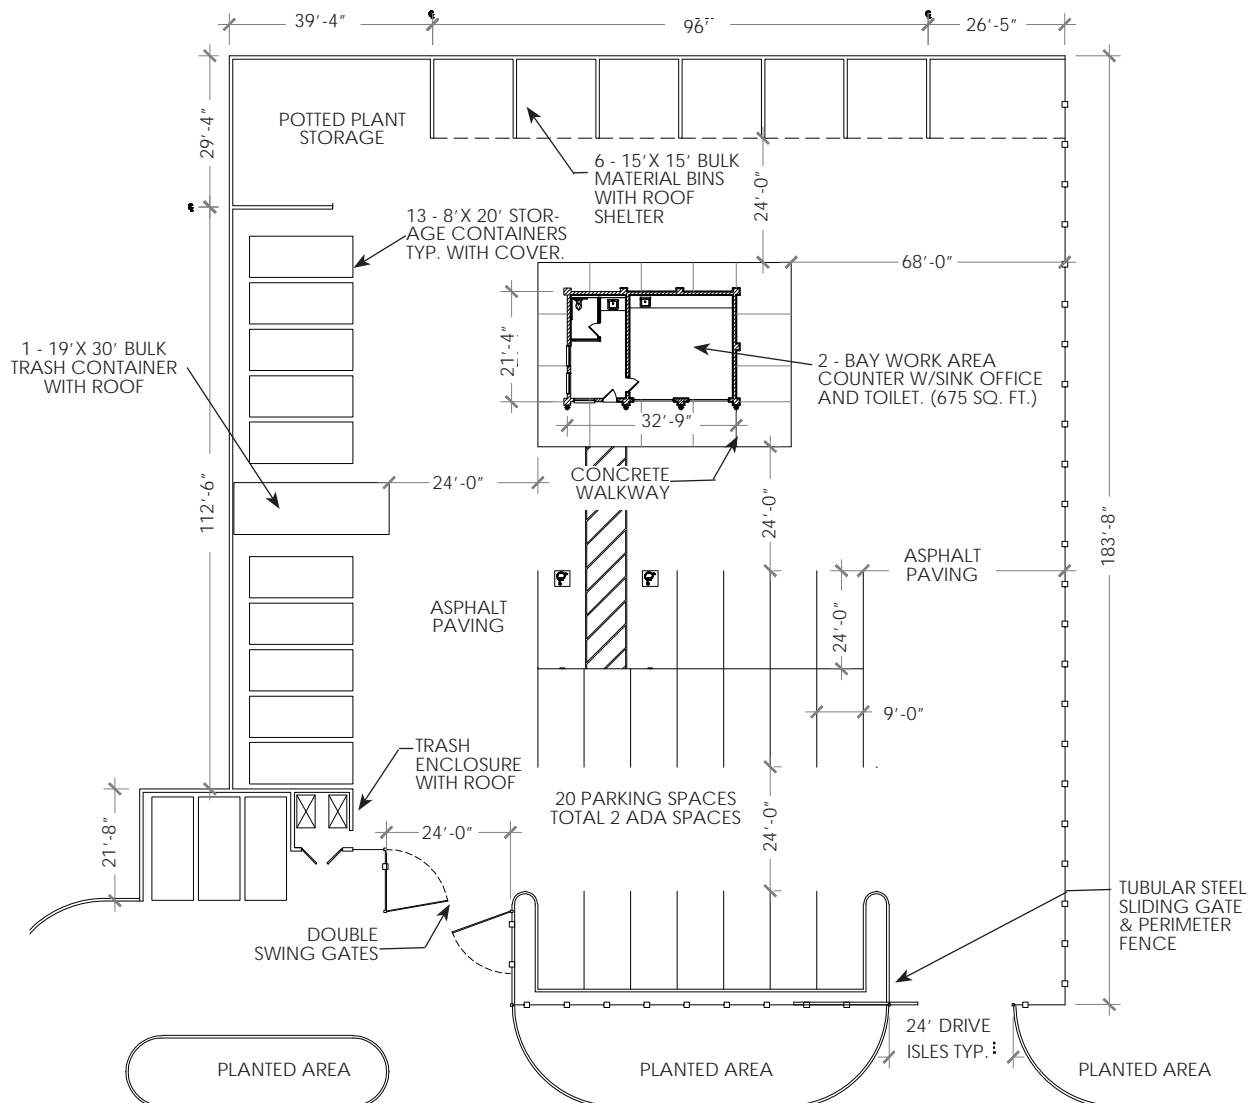 39'-4"
96'
26'-5"
29'-4"
POTTED PLANT
STORAGE
6 - 15'X 15' BULK
MATERIAL BINS
WITH ROOF
SHELTER
24'-0"
13 - 8'X 20' STOR-
AGE CONTAINERS
TYP. WITH COVER.
68'-0"
1 - 19'X 30' BULK
TRASH CONTAINER
WITH ROOF
21'-4"
2 - BAY WORK AREA
COUNTER W/SINK OFFICE
AND TOILET. (675 SQ. FT.)
32'-9"
CONCRETE
WALKWAY
24'-0"
112'-6"
24'-0"
183'-8"
ASPHALT
PAVING
ASPHALT
PAVING
24'-0"
9'-0"
TRASH
ENCLOSURE
WITH ROOF
20 PARKING SPACES
TOTAL 2 ADA SPACES
21'-8"
24'-0"
24'-0"
TUBULAR STEEL
SLIDING GATE
& PERIMETER
FENCE
DOUBLE
SWING GATES
24' DRIVE
ISLES TYP.
PLANTED AREA
PLANTED AREA
PLANTED AREA